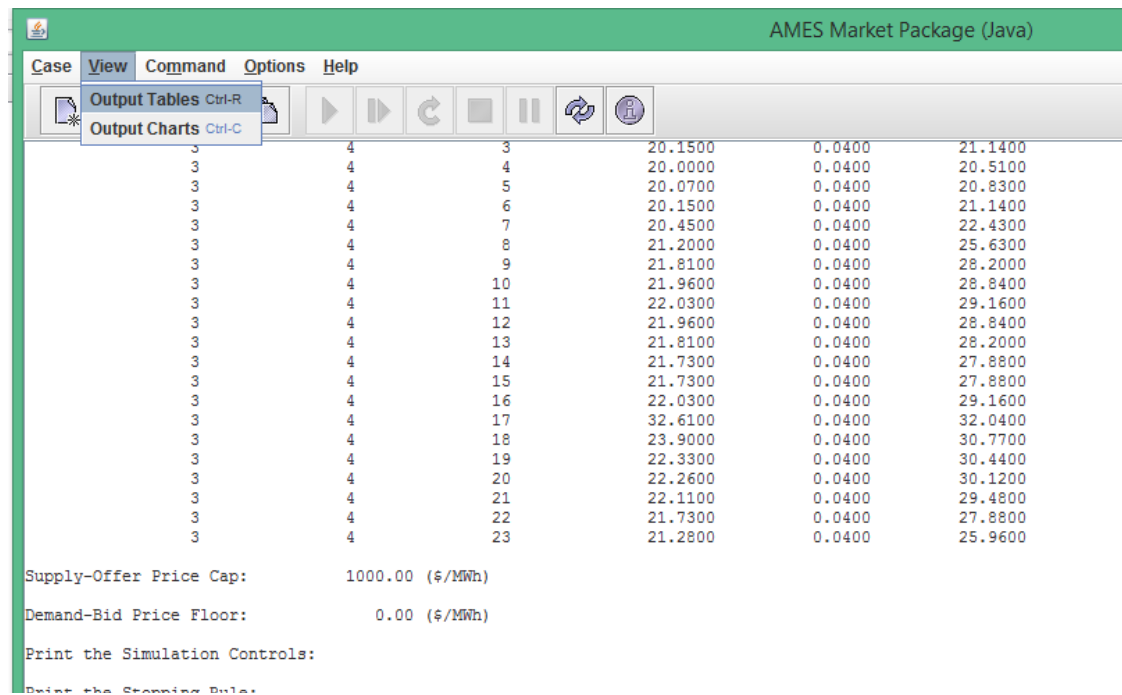 AMES Market Package (Java)
Case View Command Options Help
Output Tables Ctrl-R
Output Charts Ctrl-C
3 4 3 20.1500 0.0400 21.1400
3 4 4 20.0000 0.0400 20.5100
3 4 5 20.0700 0.0400 20.8300
3 4 6 20.1500 0.0400 21.1400
3 4 7 20.4500 0.0400 22.4300
3 4 8 21.2000 0.0400 25.6300
3 4 9 21.8100 0.0400 28.2000
3 4 10 21.9600 0.0400 28.8400
3 4 11 22.0300 0.0400 29.1600
3 4 12 21.9600 0.0400 28.8400
3 4 13 21.8100 0.0400 28.2000
3 4 14 21.7300 0.0400 27.8800
3 4 15 21.7300 0.0400 27.8800
3 4 16 22.0300 0.0400 29.1600
3 4 17 32.6100 0.0400 32.0400
3 4 18 23.9000 0.0400 30.7700
3 4 19 22.3300 0.0400 30.4400
3 4 20 22.2600 0.0400 30.1200
3 4 21 22.1100 0.0400 29.4800
3 4 22 21.7300 0.0400 27.8800
3 4 23 21.2800 0.0400 25.9600
Supply-Offer Price Cap: 1000.00 ($/MWh)
Demand-Bid Price Floor: 0.00 ($/MWh)
Print the Simulation Controls:
Print the Stopping Rule: